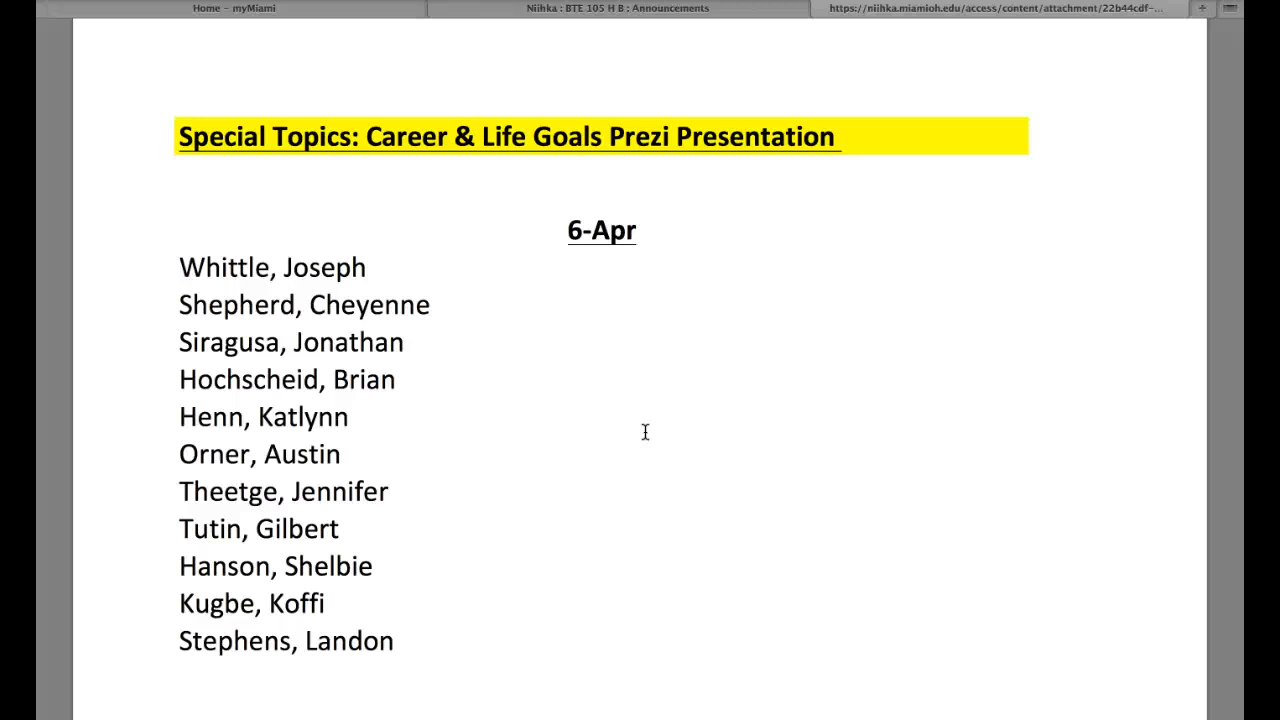 Home – myMiami
Niihka : BTE 105 H B : Announcements
https://niihka.miamioh.edu/access/content/attachment/22b44cdf-...
Special Topics: Career & Life Goals Prezi Presentation
6-Apr
Whittle, Joseph
Shepherd, Cheyenne
Siragusa, Jonathan
Hochscheid, Brian
Henn, Katlynn
Orner, Austin
Theetge, Jennifer
Tutin, Gilbert
Hanson, Shelbie
Kugbe, Koffi
Stephens, Landon